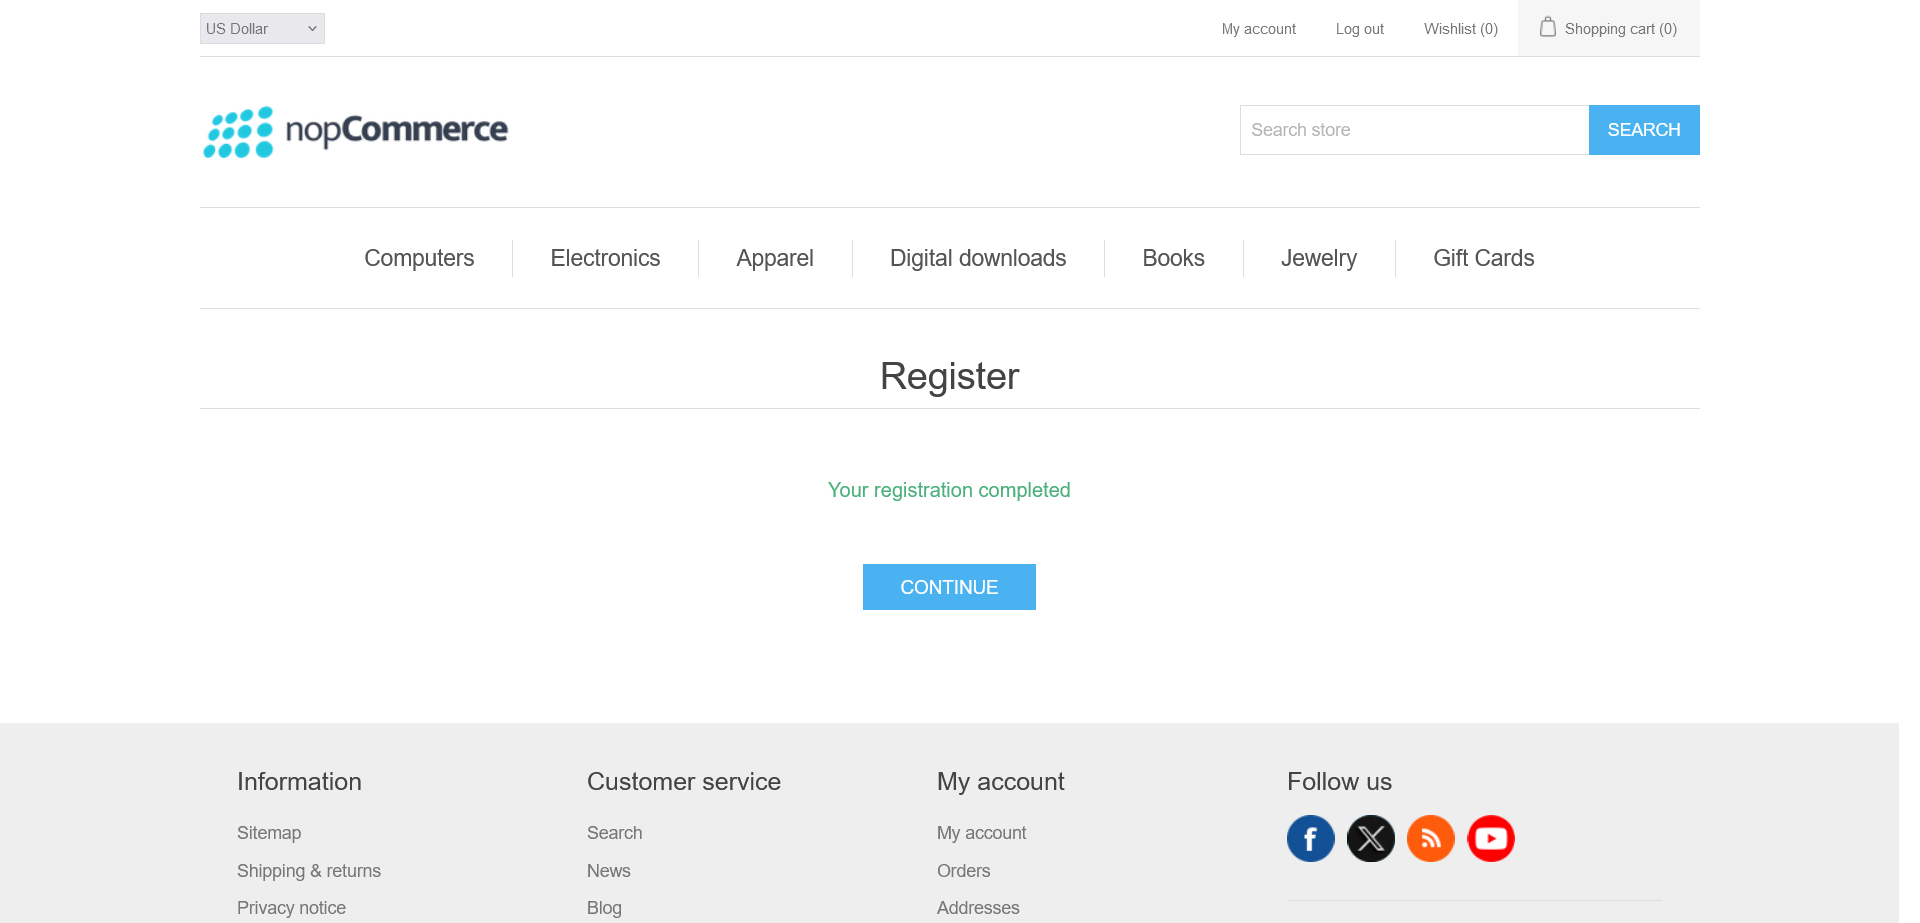 US Dollar
My account
Log out
Wishlist (0)
Shopping cart (0)
nopCommerce
Search store
SEARCH
Computers
Electronics
Apparel
Digital downloads
Books
Jewelry
Gift Cards
Register
Your registration completed
CONTINUE
Information
Sitemap
Shipping & returns
Privacy notice
Customer service
Search
News
Blog
My account
My account
Orders
Addresses
Follow us